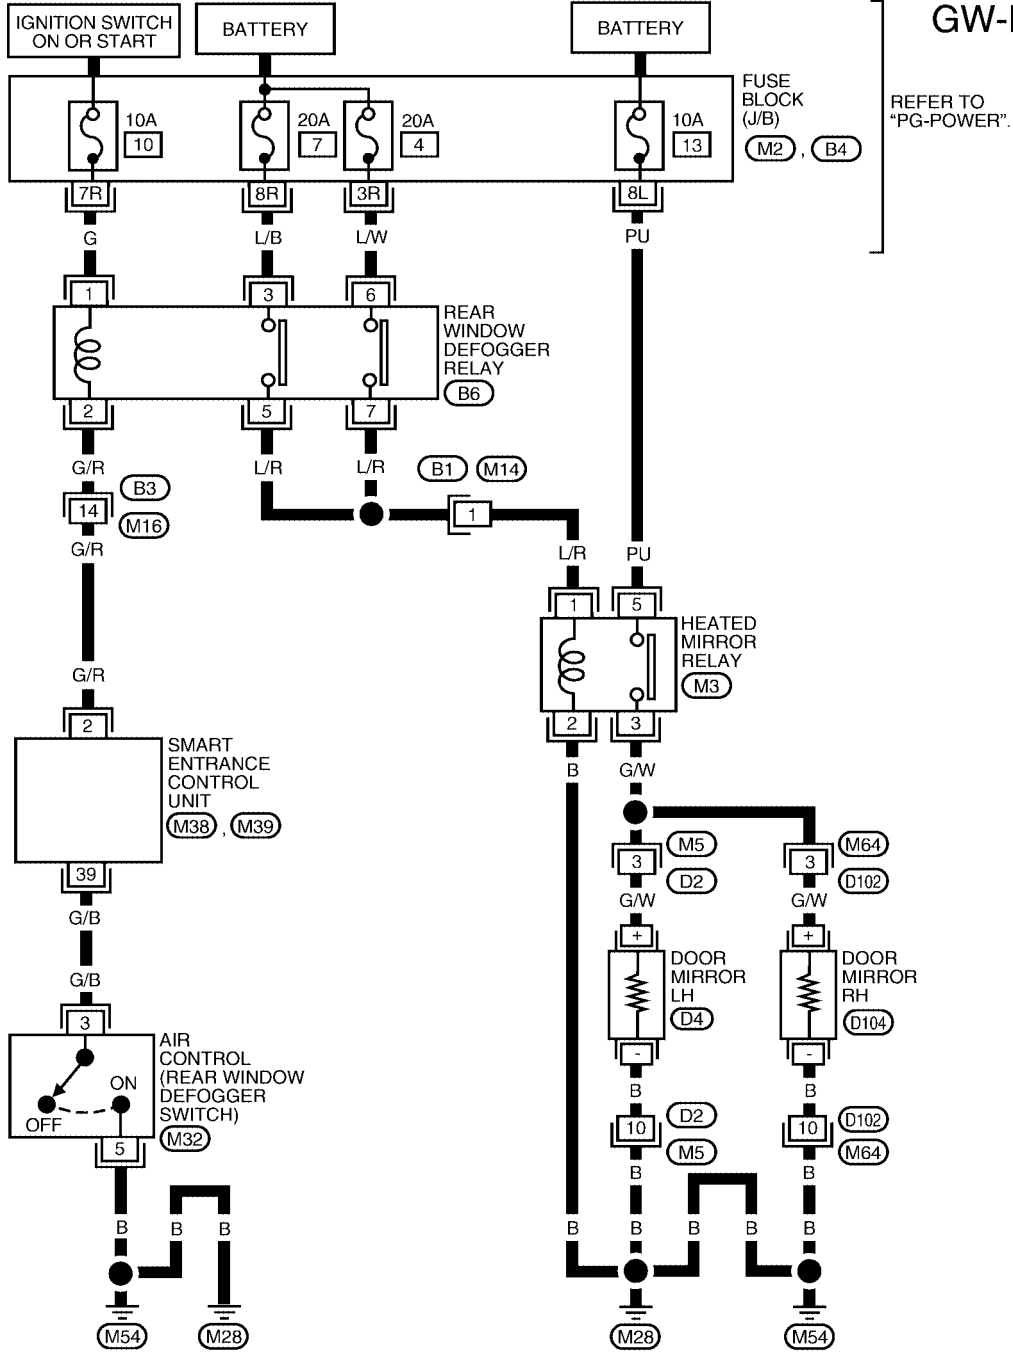 GW-
IGNITION SWITCH
ON OR START
BATTERY
BATTERY
FUSE
BLOCK
(J/B)
M2 , B4
REFER TO
“PG-POWER”.
10A
10
20A
7
20A
4
10A
13
7R
8R
3R
8L
G
L/B
L/W
PU
1
3
6
REAR
WINDOW
DEFOGGER
RELAY
B6
2
5
7
G/R
L/R
L/R
B1 M14
B3
14
M16
1
G/R
L/R
PU
1
5
HEATED
MIRROR
RELAY
M3
G/R
2
2
3
SMART
ENTRANCE
CONTROL
UNIT
M38 , M39
B
G/W
39
3
M5
D2
3
M64
D102
G/B
G/W
G/W
+
+
DOOR
MIRROR
LH
D4
DOOR
MIRROR
RH
D104
G/B
3
-
-
AIR
CONTROL
(REAR WINDOW
DEFOGGER
SWITCH)
M32
ON
OFF
5
B
B
10
D2
M5
10
D102
M64
B
B
B
B
B
B
B
B
B
B
M54
M28
M28
M54